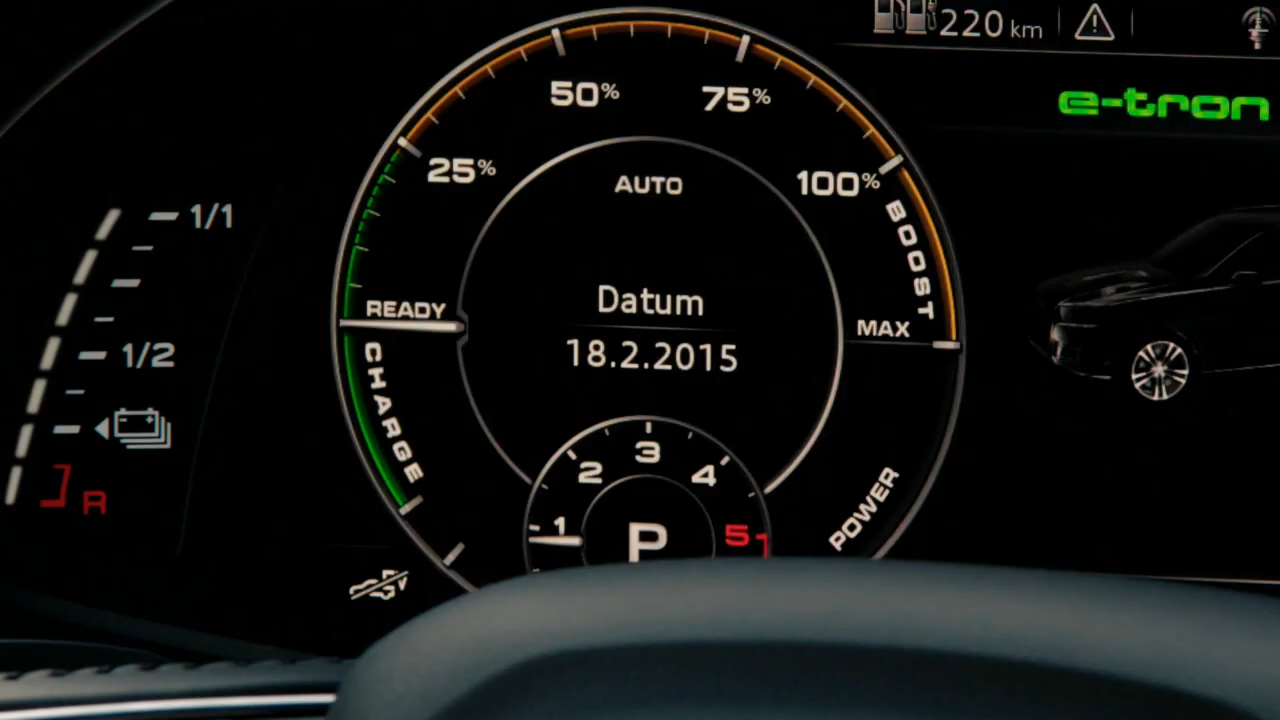 220 km
e-tron
50%
75%
25%
100%
AUTO
BOOST
1/1
READY
Datum
MAX
18.2.2015
1/2
CHARGE
R
1
2
3
4
5
P
POWER